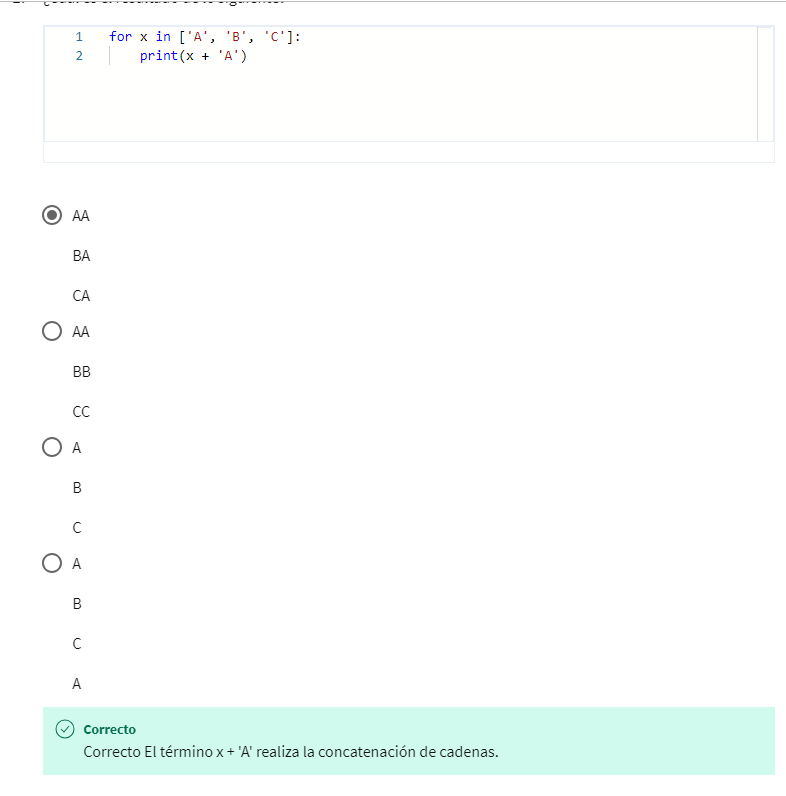 1 for x in ['A', 'B', 'C']:
2 print(x + 'A')
AA
BA
CA
AA
BB
CC
A
B
C
A
B
C
A
Correcto
Correcto El término x + 'A' realiza la concatenación de cadenas.